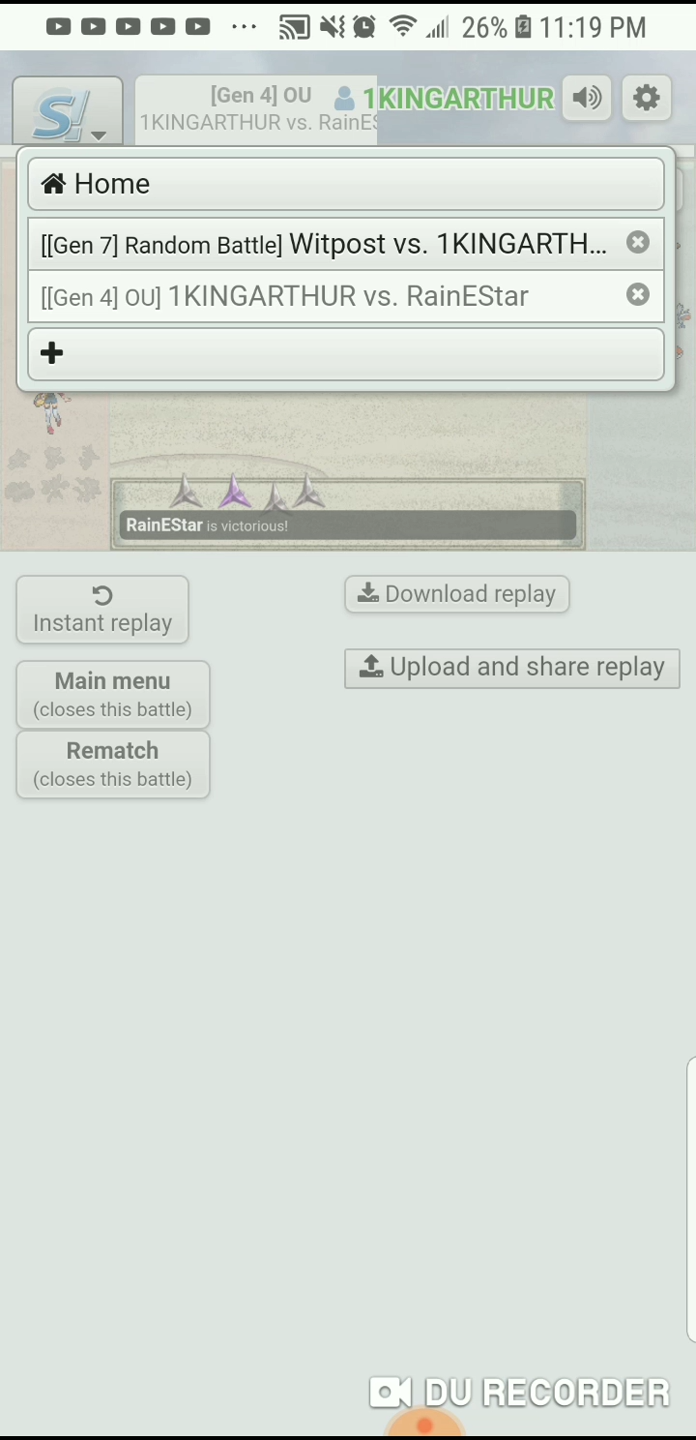 26% 11:19 PM
S!
[Gen 4] OU
1KINGARTHUR vs. RainES
1KINGARTHUR
Home
[[Gen 7] Random Battle] Witpost vs. 1KINGARTH...
[[Gen 4] OU] 1KINGARTHUR vs. RainEStar
RainEStar is victorious!
Instant replay
Download replay
Upload and share replay
Main menu
(closes this battle)
Rematch
(closes this battle)
DU RECORDER